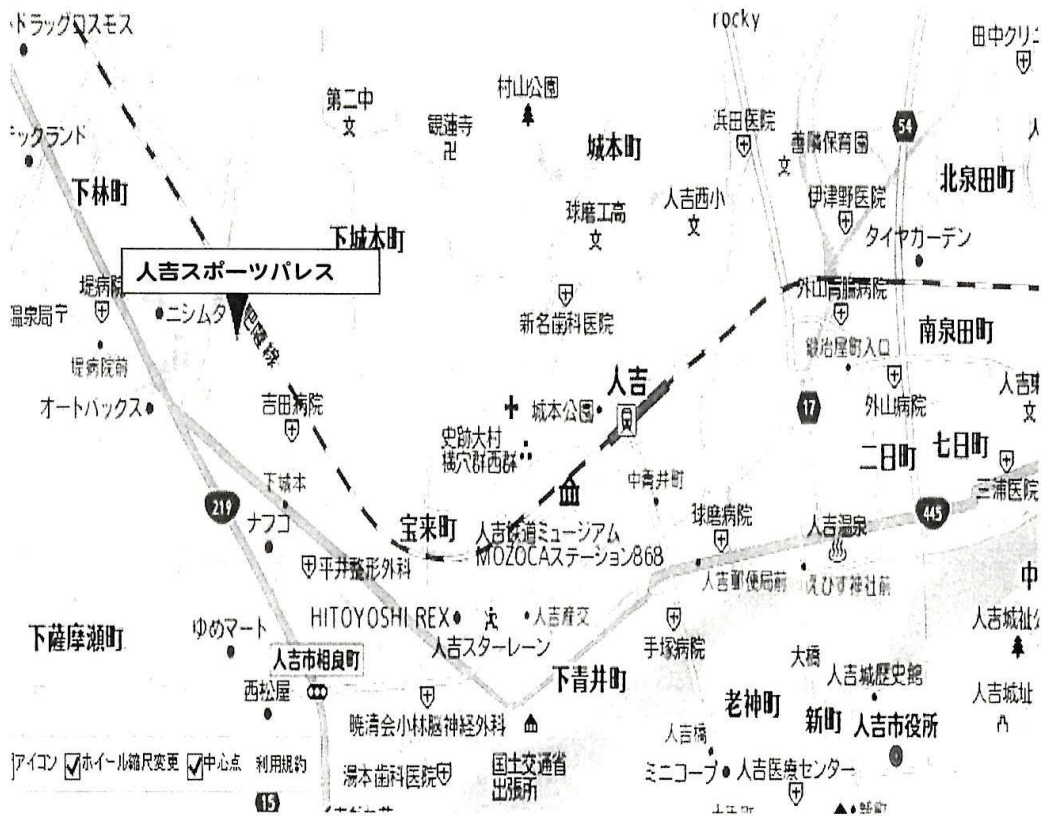 ドラッグコスモス
rocky
田中クリニ
村山公園
第二中
観蓮寺
浜田医院
54
テックランド
城本町
善隣保育園
下林町
北泉田町
人吉西小
伊津野医院
球磨工高
下城本町
タイヤガーデン
人吉スポーツパレス
堤病院
外山胃腸病院
温泉局
ニシムタ
肥薩線
新名歯科医院
南泉田町
鍛冶屋町入口
堤病院前
人吉
オートバックス
吉田病院
城本公園
17
外山病院
史跡大村
横穴群西群
二日町
七日町
下城本
中青井町
三浦医院
219
445
ナフコ
宝来町
球磨病院
人吉温泉
人吉鉄道ミュージアム
MOZOCAステーション868
平井整形外科
人吉郵便局前
えびす神社前
中
HITOYOSHI REX
人吉産交
人吉城址公
ゆめマート
下薩摩瀬町
人吉スターレーン
手塚病院
人吉市相良町
大橋
下青井町
人吉城歴史館
西松屋
老神町
人吉城址
暁清会小林脳神経外科
新町
人吉市役所
人吉橋
アイコン
ホイール縮尺変更
中心点
利用規約
湯本歯科医院
国土交通省
出張所
ミニコープ
人吉医療センター
15
新町